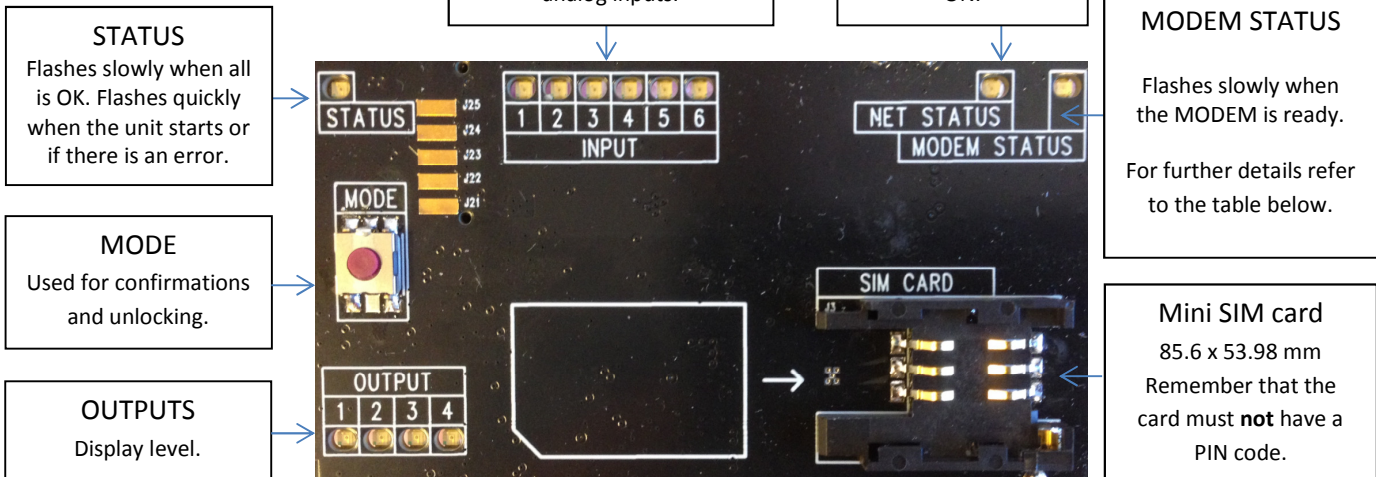 analog inputs.
ON.
STATUS
Flashes slowly when all
is OK. Flashes quickly
when the unit starts or
if there is an error.
MODE
Used for confirmations
and unlocking.
OUTPUTS
Display level.
STATUS
J25
J24
J23
J22
J21
1 2 3 4 5 6
INPUT
NET STATUS
MODEM STATUS
MODE
SIM CARD
J3
OUTPUT
1 2 3 4
MODEM STATUS
Flashes slowly when
the MODEM is ready.
For further details refer
to the table below.
Mini SIM card
85.6 x 53.98 mm
Remember that the
card must not have a
PIN code.